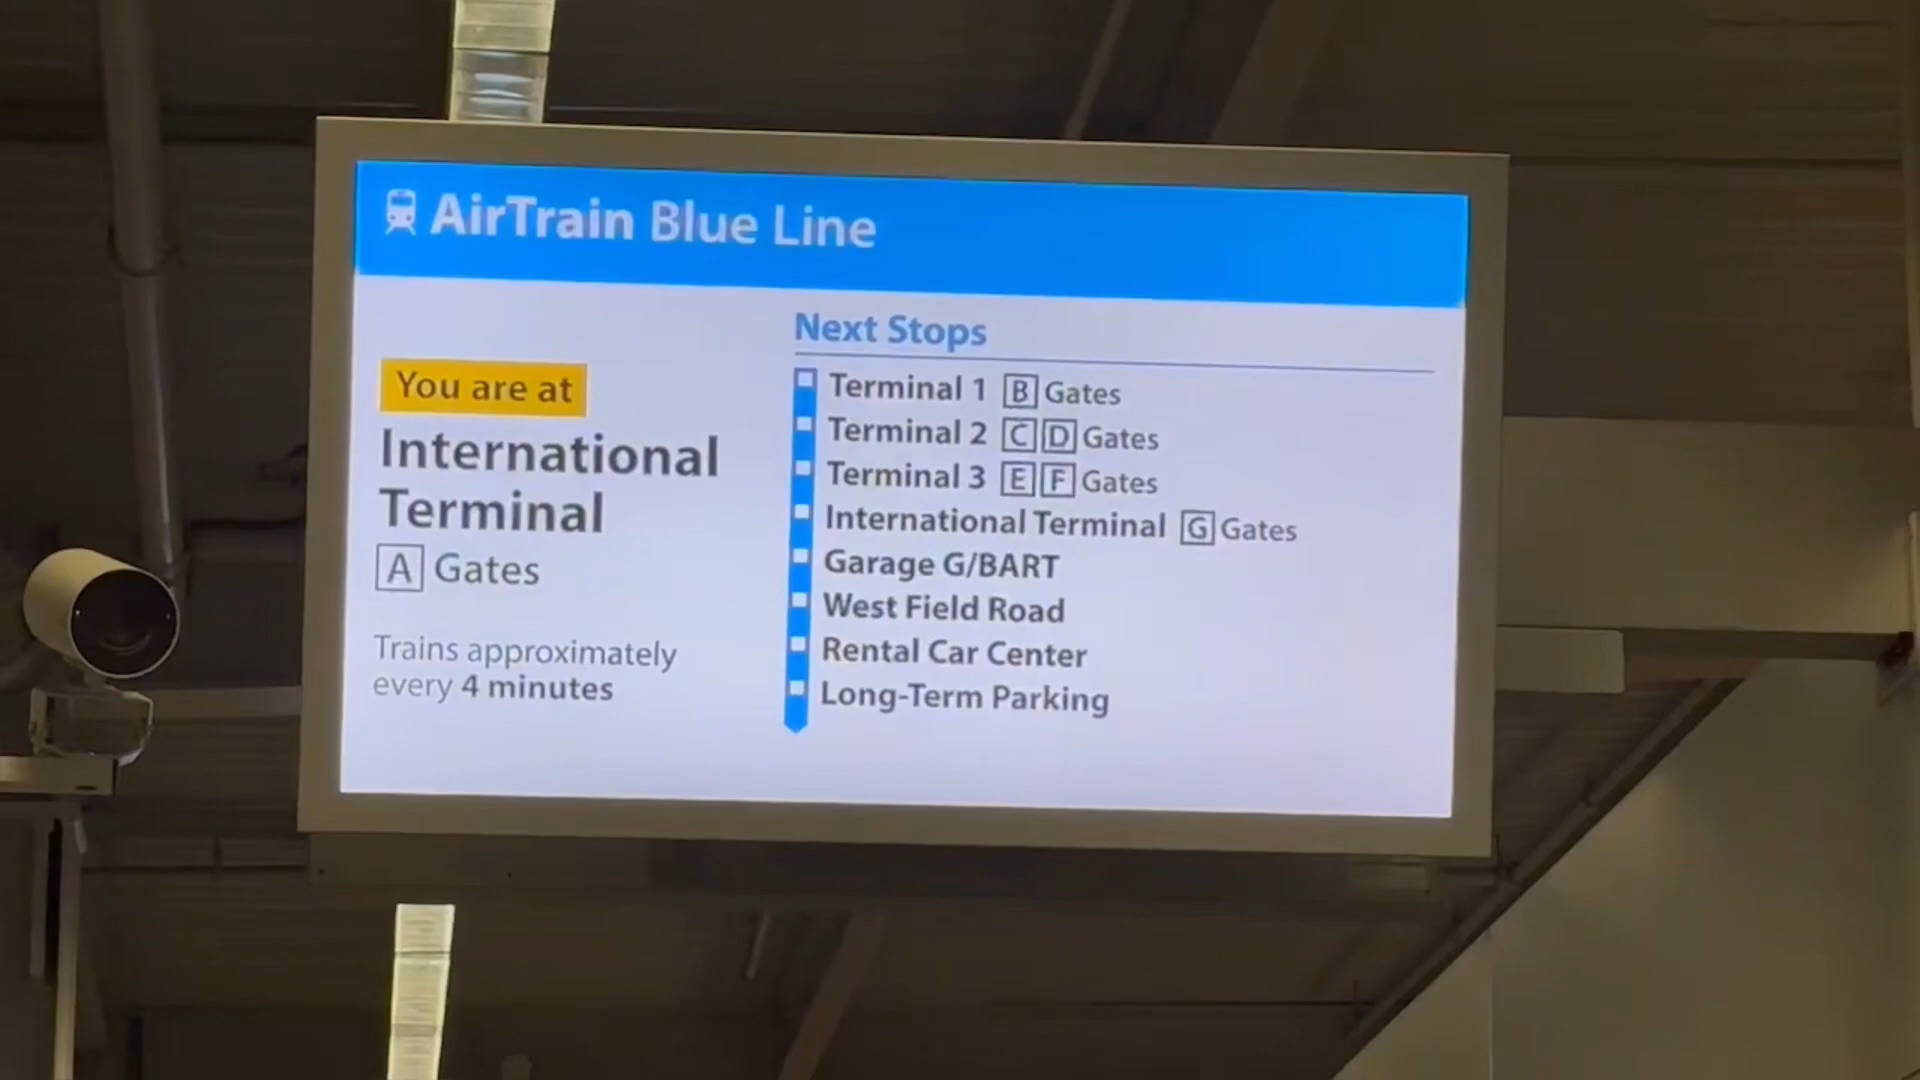 AirTrain Blue Line
You are at
International
Terminal
A Gates
Trains approximately
every 4 minutes
Next Stops
Terminal 1 B Gates
Terminal 2 C D Gates
Terminal 3 E F Gates
International Terminal G Gates
Garage G/BART
West Field Road
Rental Car Center
Long-Term Parking